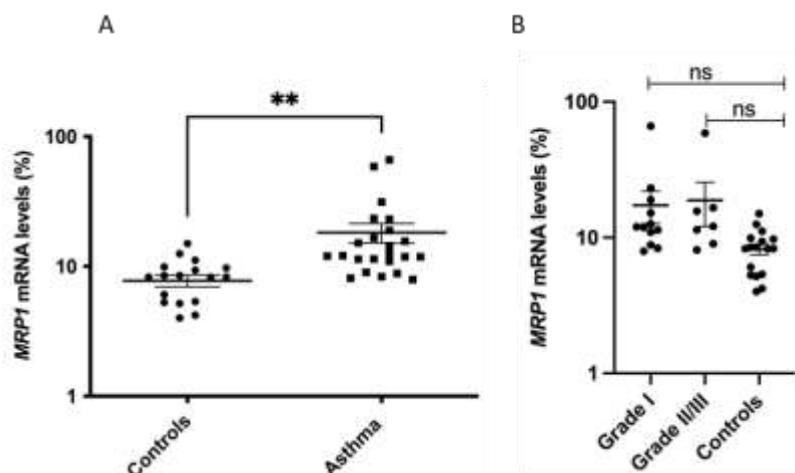 A
MRP1 mRNA levels (%)
100
10
1
**
Controls
Asthma
B
MRP1 mRNA levels (%)
100
10
1
ns
ns
Grade I
Grade II/III
Controls